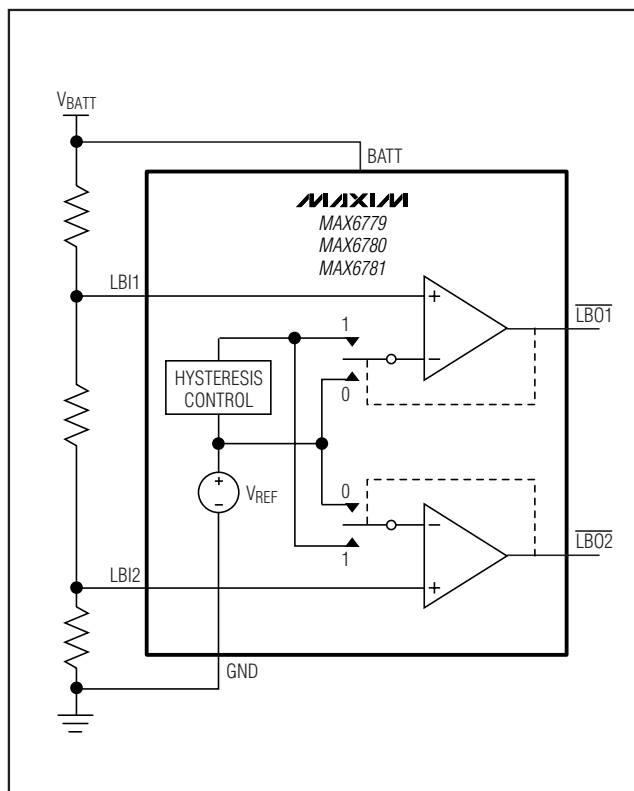 VBATT
BATT
MAXIM
MAX6779
MAX6780
MAX6781
LBI1
+
LBO1
1
−
HYSTERESIS
CONTROL
0
+
VREF
−
0
−
LBO2
1
LBI2
+
GND